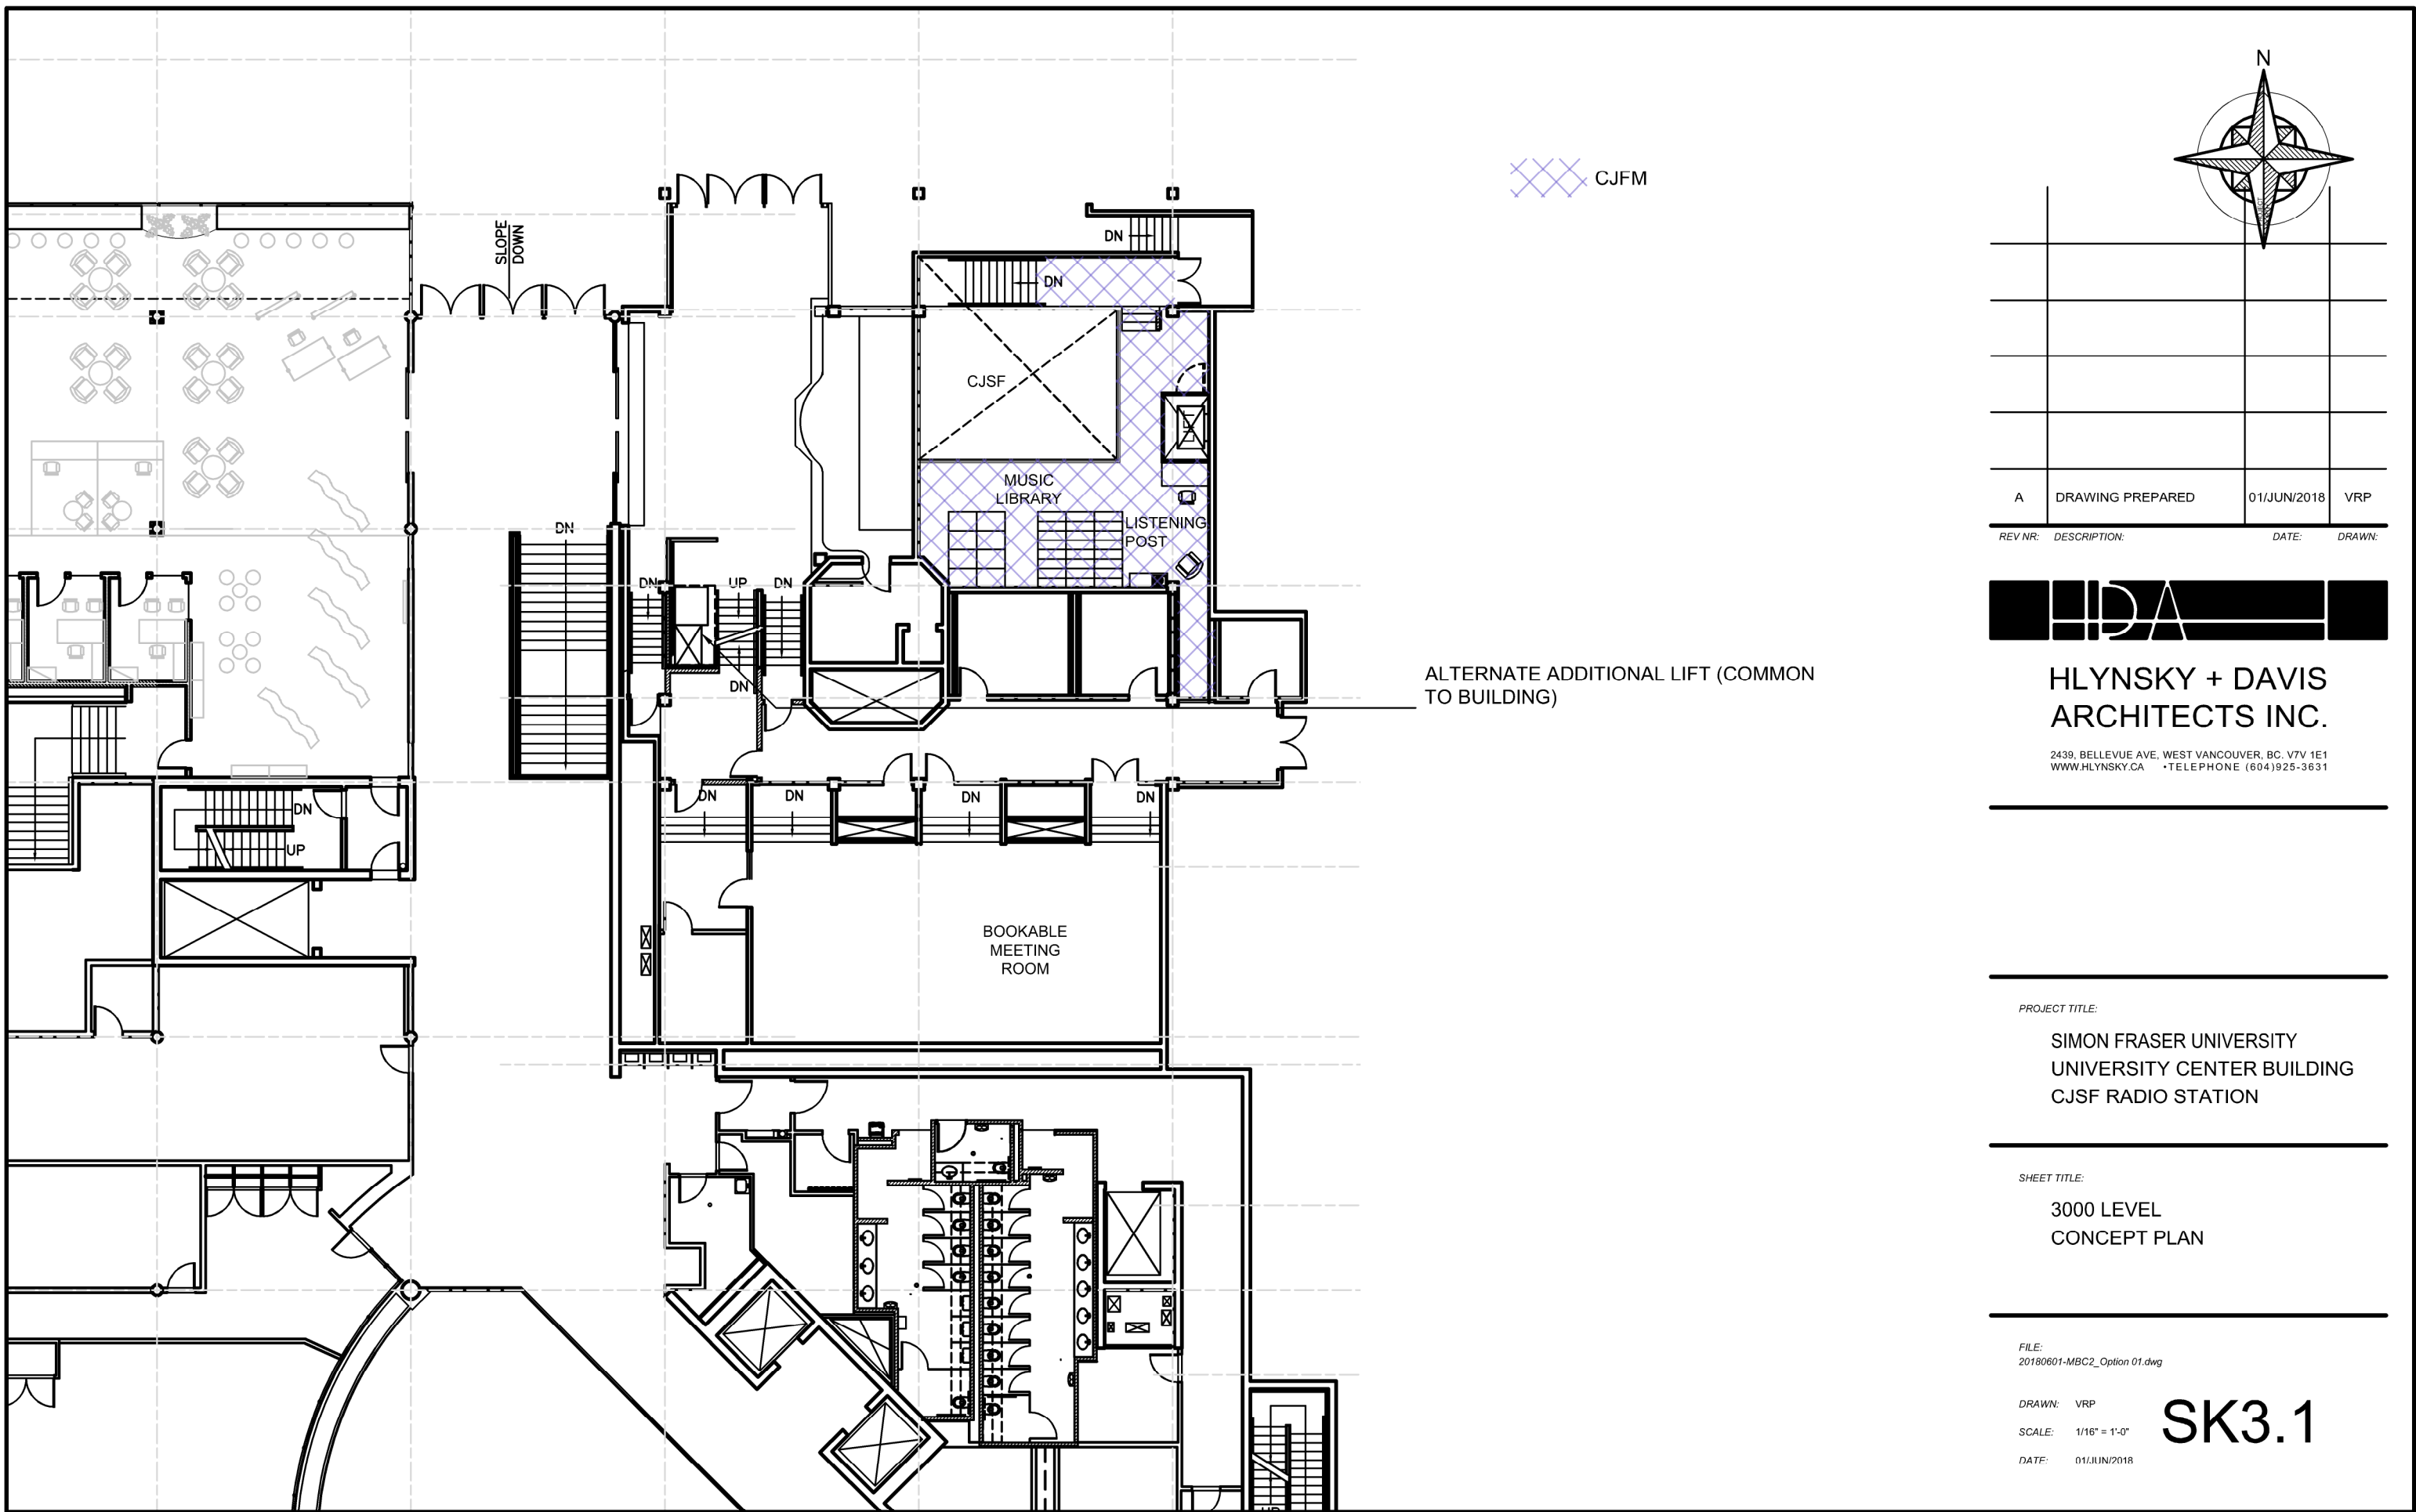 N
CJFM
SLOPE
DOWN
DN
DN
CJSF
LIFT
MUSIC
LIBRARY
LISTENING
POST
DN
DN
UP
DN
DN
ALTERNATE ADDITIONAL LIFT (COMMON
TO BUILDING)
DN
DN
DN
DN
DN
UP
BOOKABLE
MEETING
ROOM
UP
A DRAWING PREPARED 01/JUN/2018 VRP
REV NR: DESCRIPTION: DATE: DRAWN:
HDA
HLYNSKY + DAVIS
ARCHITECTS INC.
2439, BELLEVUE AVE, WEST VANCOUVER, BC. V7V 1E1
WWW.HLYNSKY.CA •TELEPHONE (604)925-3631
PROJECT TITLE:
SIMON FRASER UNIVERSITY
UNIVERSITY CENTER BUILDING
CJSF RADIO STATION
SHEET TITLE:
3000 LEVEL
CONCEPT PLAN
FILE:
20180601-MBC2_Option 01.dwg
DRAWN: VRP
SCALE: 1/16" = 1'-0"
DATE: 01/JUN/2018
SK3.1